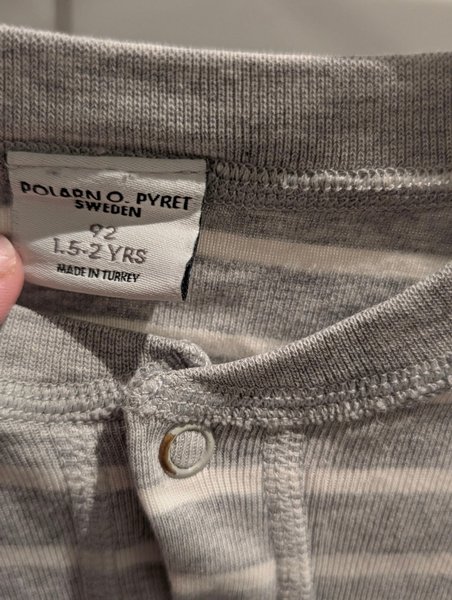 POLARN O. PYRET
SWEDEN
92
1.5-2 YRS
MADE IN TURKEY